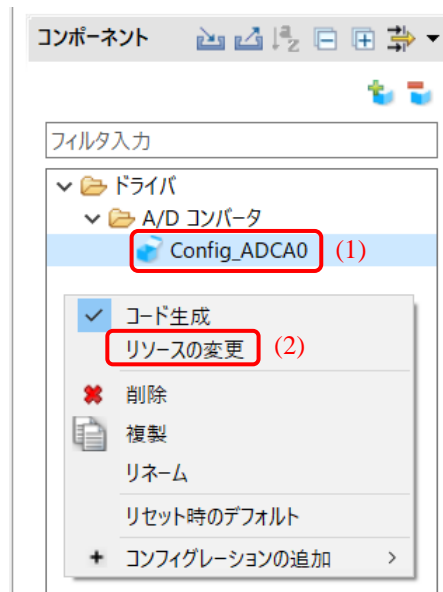 コンポーネント
フィルタ入力
ドライバ
A/D コンバータ
Config_ADCA0 (1)
コード生成
リソースの変更 (2)
削除
複製
リネーム
リセット時のデフォルト
コンフィグレーションの追加